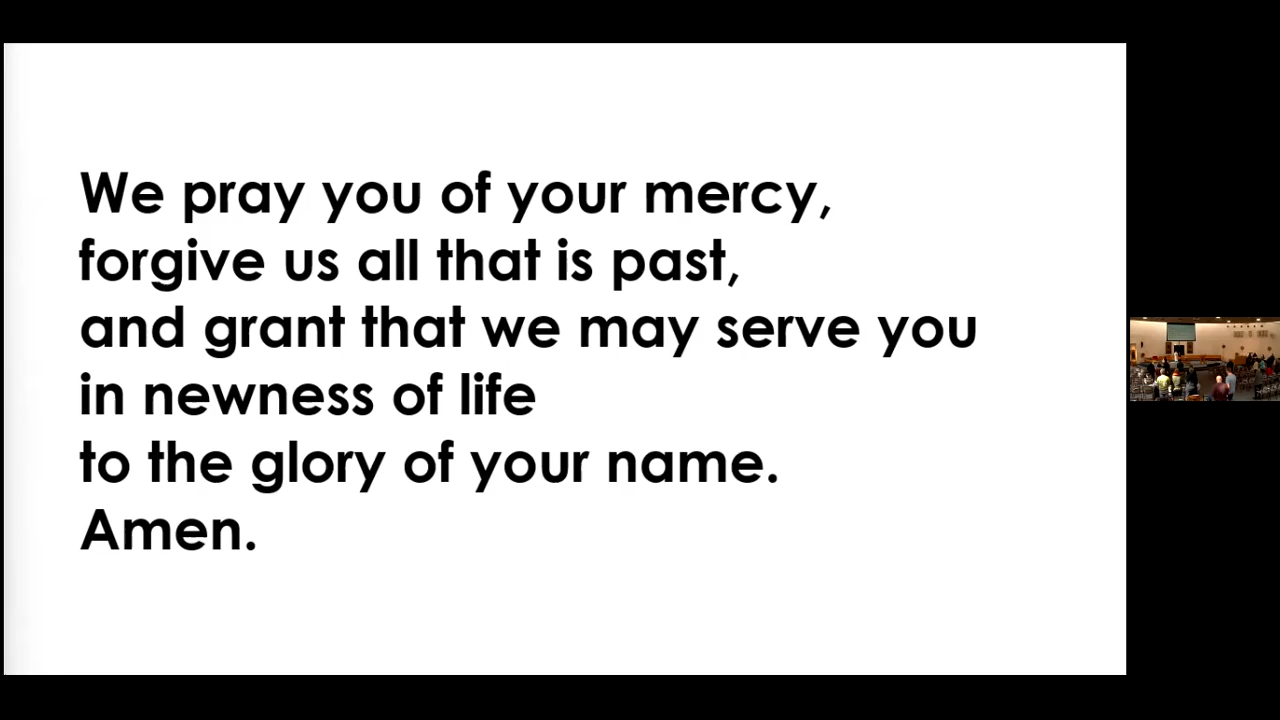 We pray you of your mercy,
forgive us all that is past,
and grant that we may serve you
in newness of life
to the glory of your name.
Amen.